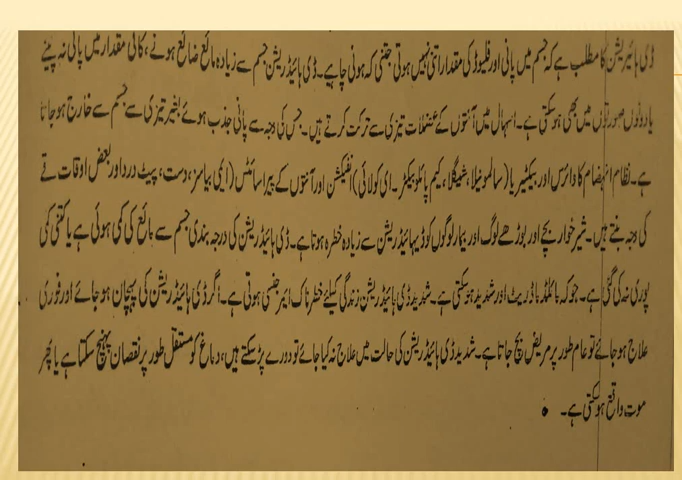 ڈی ہائیڈریشن کا مطلب ہے کہ جسم میں پانی اور فلیوڈ کی مقدار اتنی نہیں ہوتی جتنی کہ ہونی چاہیے۔ ڈی ہائیڈریشن جسم سے زیادہ مائع ضائع ہونے، کافی مقدار میں پانی نہ پینے
یا دونوں صورتوں میں بھی ہو سکتی ہے۔ اسہال میں آنتوں کے عضلات تیزی سے حرکت کرتے ہیں۔ جس کی وجہ سے پانی جذب ہوئے بغیر تیزی سے جسم سے خارج ہو جاتا
ہے۔ نظام انہضام کا وائرس اور بیکٹیریا (سالمونیلا، شیگلا، کیم پائلوبیکٹر۔ ای کولائی) انفیکشن اور آنتوں کے پیراسائٹس (ایمی بیاسز، دست، پیٹ درد اور بعض اوقات قے
کی وجہ بنتے ہیں۔ شیر خوار بچے اور بوڑھے لوگ اور بیمار لوگوں کو ڈیہائیڈریشن سے زیادہ خطرہ ہوتا ہے۔ ڈی ہائیڈریشن کی درجہ بندی جسم سے مائع کی کمی ہوئی ہے یا کتنی کمی
پوری نہ کی گئی ہے۔ جو کہ مائلڈ ماڈریٹ اور شدید ہو سکتی ہے۔ شدید ڈی ہائیڈریشن زندگی کیلئے خطرناک ایمرجنسی ہوتی ہے۔ اگر ڈی ہائیڈریشن کی پہچان ہو جائے اور فوری
علاج ہو جائے تو عام طور پر مریض بچ جاتا ہے۔ شدید ڈی ہائیڈریشن کی حالت میں علاج نہ کیا جائے تو دورے پڑ سکتے ہیں، دماغ کو مستقل طور پر نقصان پہنچ سکتا ہے یا پھر
موت واقع ہو سکتی ہے۔